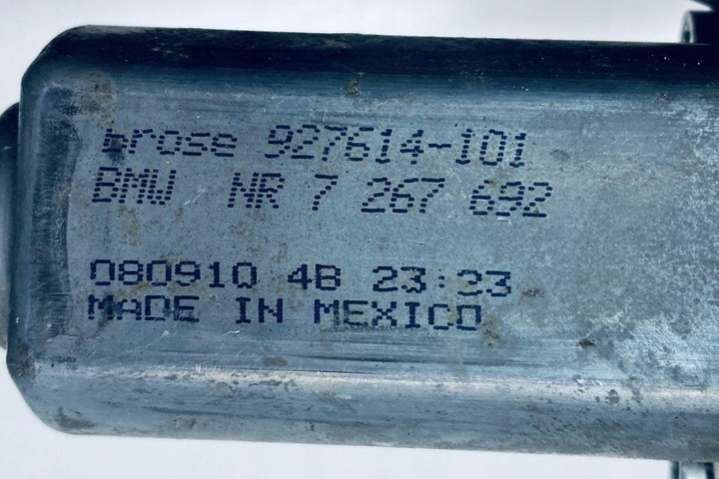 brose 927614-101
BMW NR 7 267 692
080910 4B 23:23
MADE IN MEXICO